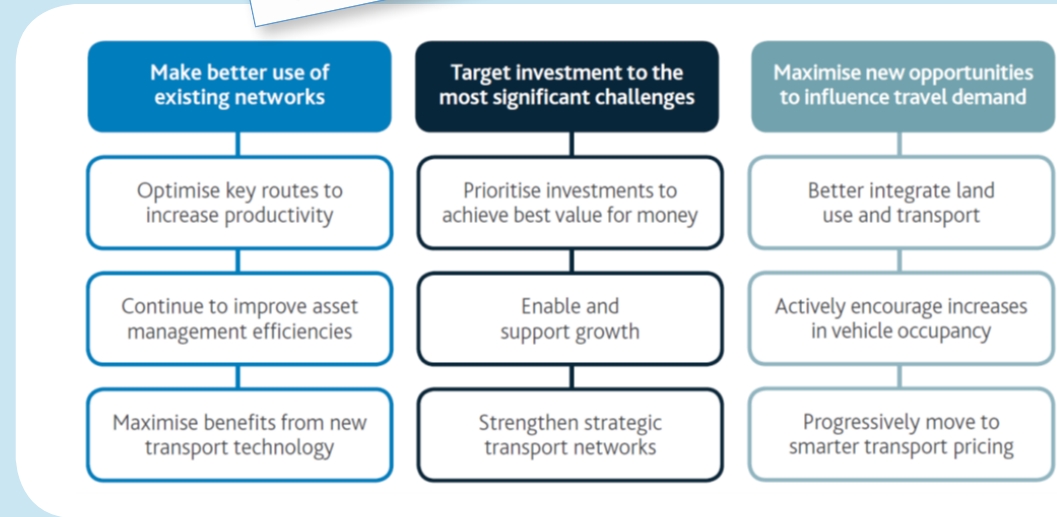 Make better use of
existing networks
Optimise key routes to
increase productivity
Continue to improve asset
management efficiencies
Maximise benefits from new
transport technology
Target investment to the
most significant challenges
Prioritise investments to
achieve best value for money
Enable and
support growth
Strengthen strategic
transport networks
Maximise new opportunities
to influence travel demand
Better integrate land
use and transport
Actively encourage increases
in vehicle occupancy
Progressively move to
smarter transport pricing